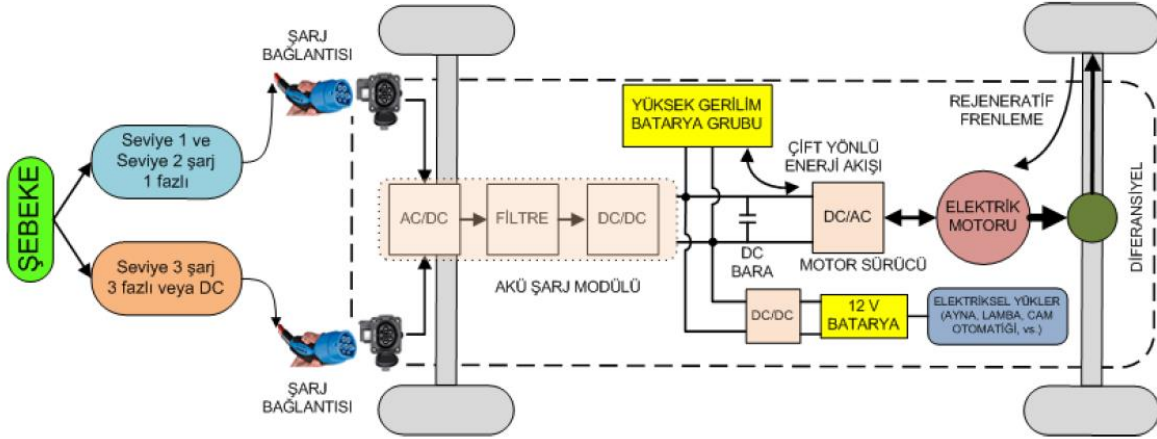 ŞEBEKE
Seviye 1 ve
Seviye 2 şarj
1 fazlı
Seviye 3 şarj
3 fazlı veya DC
ŞARJ
BAĞLANTISI
ŞARJ
BAĞLANTISI
AC/DC
FİLTRE
DC/DC
AKÜ ŞARJ MODÜLÜ
YÜKSEK GERİLİM
BATARYA GRUBU
ÇİFT YÖNLÜ
ENERJİ AKIŞI
DC
BARA
DC/AC
MOTOR SÜRÜCÜ
ELEKTRİK
MOTORU
REJENERATİF
FRENLEME
DİFERANSİYEL
DC/DC
12 V
BATARYA
ELEKTRİKSEL YÜKLER
(AYNA, LAMBA, CAM
OTOMATİĞİ, vs.)